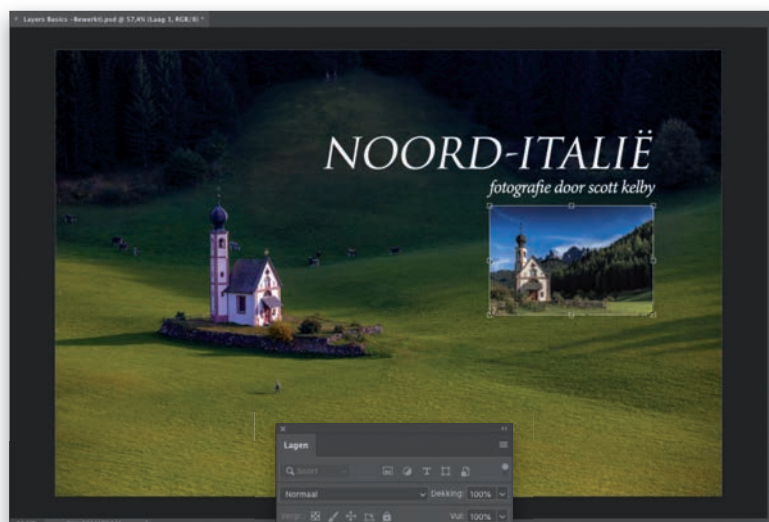 × Layers Basics -Bewerkt).psd @ 57,4% (Laag 1, RGB/8) *
NOORD-ITALIË
fotografie door scott kelby
Lagen
Soort
Normaal Dekking: 100%
Vul: 100%